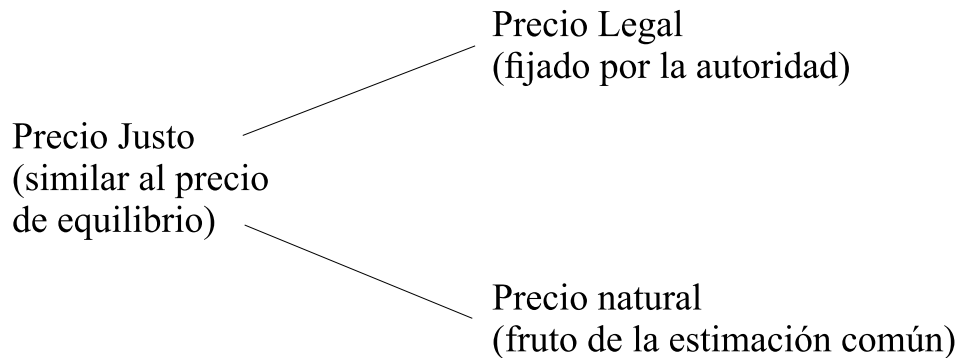 Precio Legal
(fijado por la autoridad)
Precio Justo
(similar al precio
de equilibrio)
Precio natural
(fruto de la estimación común)